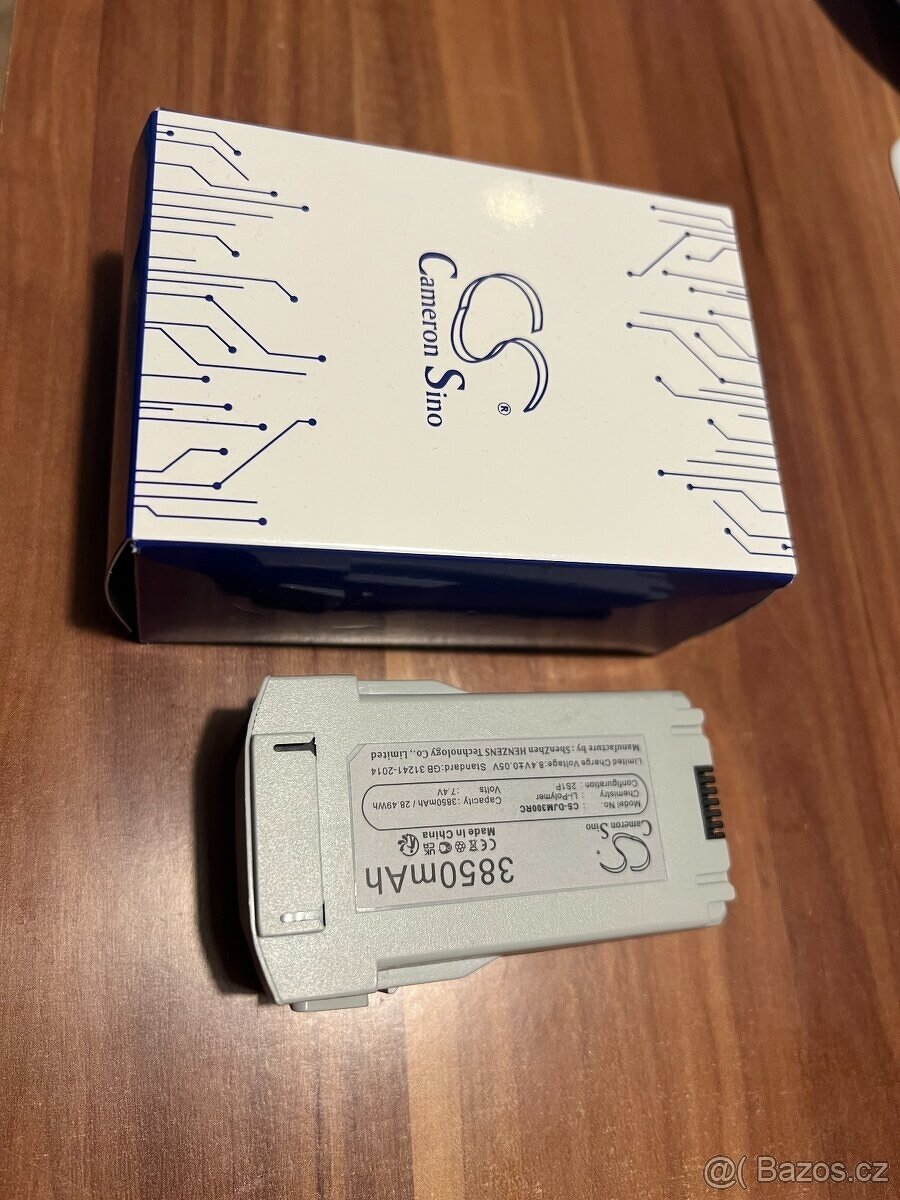 Cameron Sino
®
3850mAh
Cameron
Sino
Made in China
Model No. : CS-DJM300RC
Chemistry : Li-Polymer
Configuration : 2S1P
Capacity :3850mAh / 28.49Wh
Volts :7.4V
Limited Charge Voltage:8.4V±0.05V Standard:GB 31241-2014
Manufacture by : ShenZhen HENZENS Technology Co., Limited
@( Bazos.cz